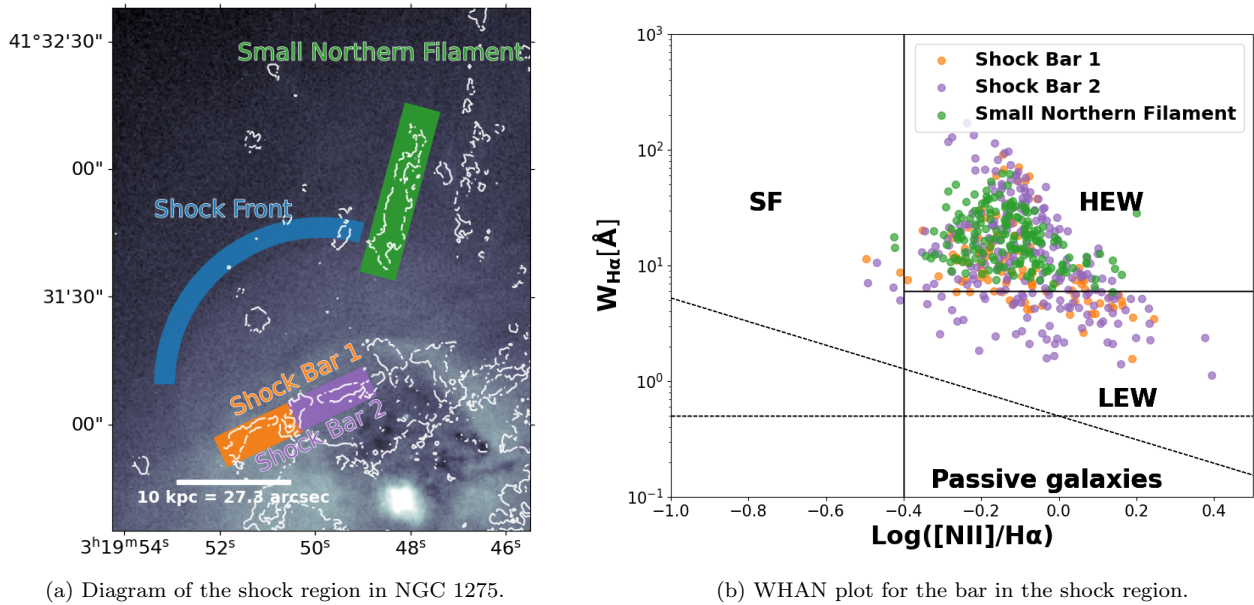 41°32'30"
00"
31'30"
00"
Small Northern Filament
Shock Front
Shock Bar 1
Shock Bar 2
10 kpc = 27.3 arcsec
3ʰ19ᵐ54ˢ 52ˢ 50ˢ 48ˢ 46ˢ
(a) Diagram of the shock region in NGC 1275.
10³
10²
10¹
10⁰
10⁻¹
W_Hα[Å]
Shock Bar 1
Shock Bar 2
Small Northern Filament
SF
HEW
LEW
Passive galaxies
−1.0 −0.8 −0.6 −0.4 −0.2 0.0 0.2 0.4
Log([NII]/Hα)
(b) WHAN plot for the bar in the shock region.